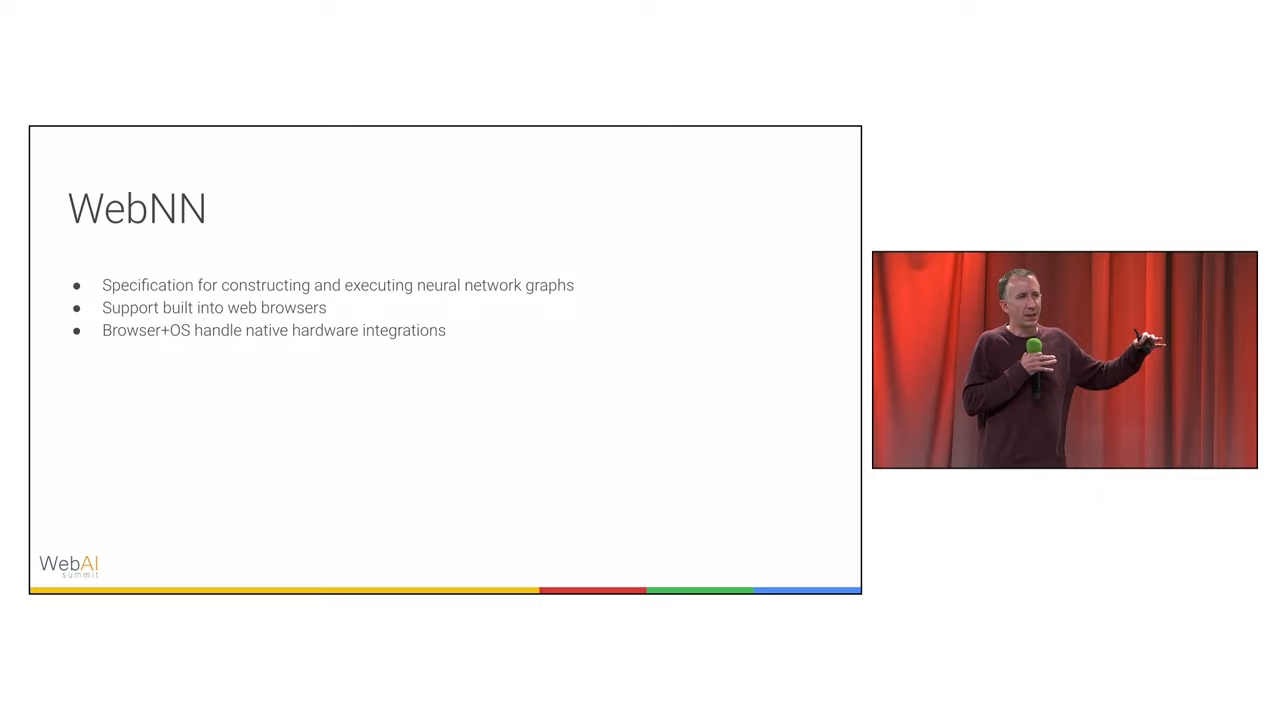 WebNN
● Specification for constructing and executing neural network graphs
● Support built into web browsers
● Browser+OS handle native hardware integrations
WebAI
summit